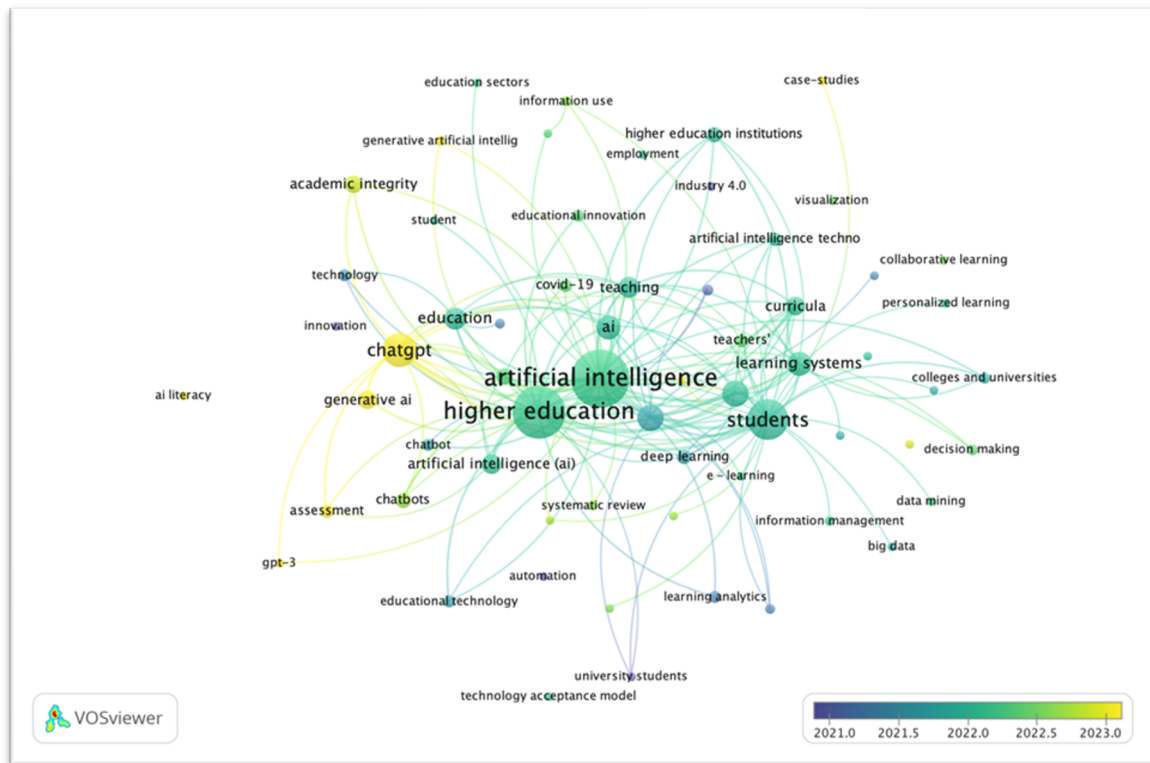 education sectors
case-studies
information use
higher education institutions
generative artificial intellig
employment
academic integrity
industry 4.0
visualization
student
educational innovation
artificial intelligence techno
collaborative learning
technology
covid-19
teaching
personalized learning
curricula
education
innovation
ai
teachers'
chatgpt
learning systems
artificial intelligence
colleges and universities
ai literacy
generative ai
higher education
students
chatbot
decision making
deep learning
artificial intelligence (ai)
e - learning
chatbots
data mining
systematic review
assessment
information management
big data
gpt-3
automation
educational technology
learning analytics
university students
technology acceptance model
VOSviewer
2021.0 2021.5 2022.0 2022.5 2023.0